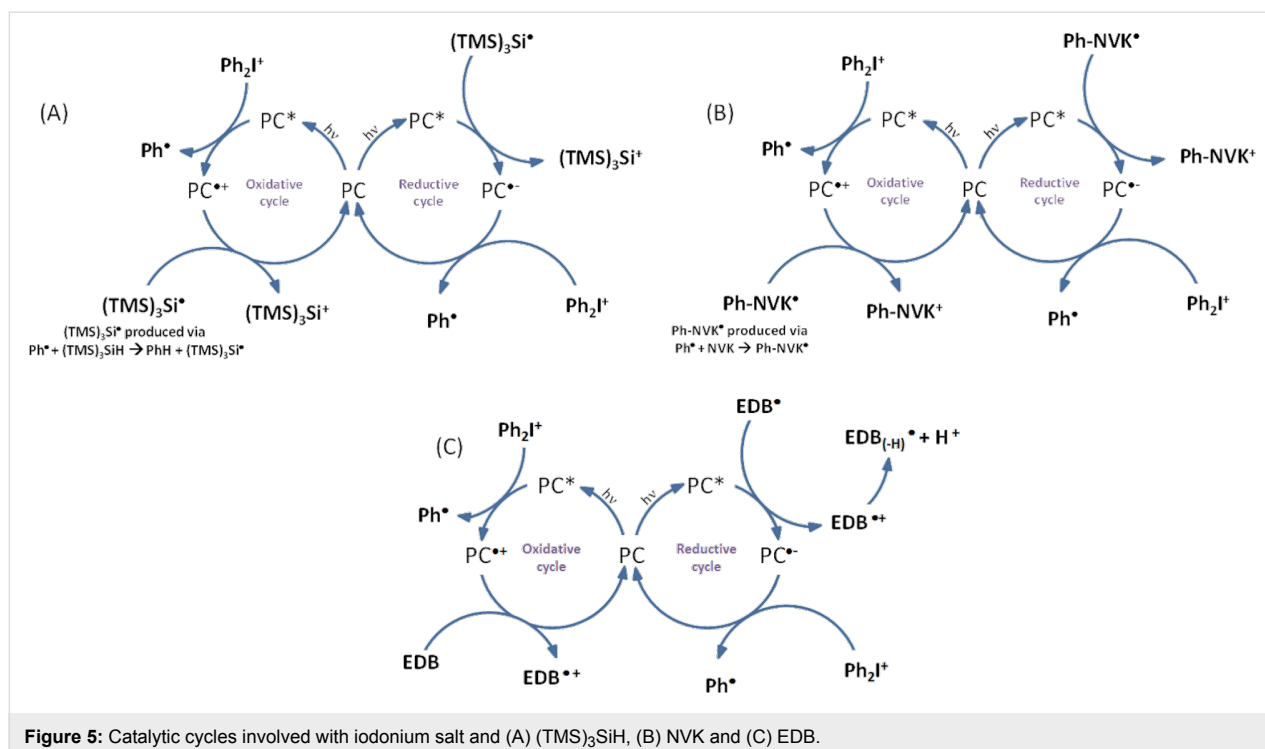 (A)
Ph2I+
(TMS)3Si•
PC*
hν
hν
PC*
Ph•
(TMS)3Si+
PC•+
Oxidative
cycle
PC
Reductive
cycle
PC•-
(TMS)3Si•
(TMS)3Si+
Ph•
Ph2I+
(TMS)3Si• produced via
Ph• + (TMS)3SiH → PhH + (TMS)3Si•
(B)
Ph2I+
Ph-NVK•
PC*
hν
hν
PC*
Ph•
Ph-NVK+
PC•+
Oxidative
cycle
PC
Reductive
cycle
PC•-
Ph-NVK•
Ph-NVK+
Ph•
Ph2I+
Ph-NVK• produced via
Ph• + NVK → Ph-NVK•
(C)
Ph2I+
EDB•
EDB(-H)• + H+
PC*
hν
hν
PC*
Ph•
EDB•+
PC•+
Oxidative
cycle
PC
Reductive
cycle
PC•-
EDB
EDB•+
Ph•
Ph2I+
Figure 5: Catalytic cycles involved with iodonium salt and (A) (TMS)3SiH, (B) NVK and (C) EDB.